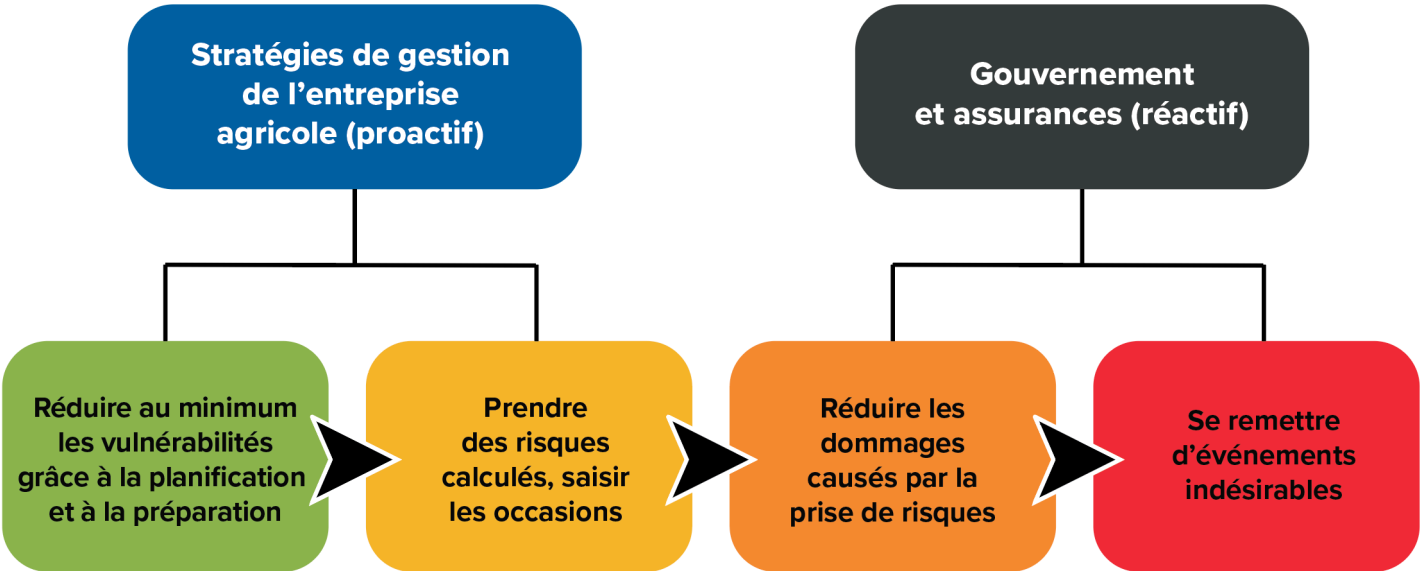 Stratégies de gestion
de l’entreprise
agricole (proactif)
Gouvernement
et assurances (réactif)
Réduire au minimum
les vulnérabilités
grâce à la planification
et à la préparation
Prendre
des risques
calculés, saisir
les occasions
Réduire les
dommages
causés par la
prise de risques
Se remettre
d’événements
indésirables